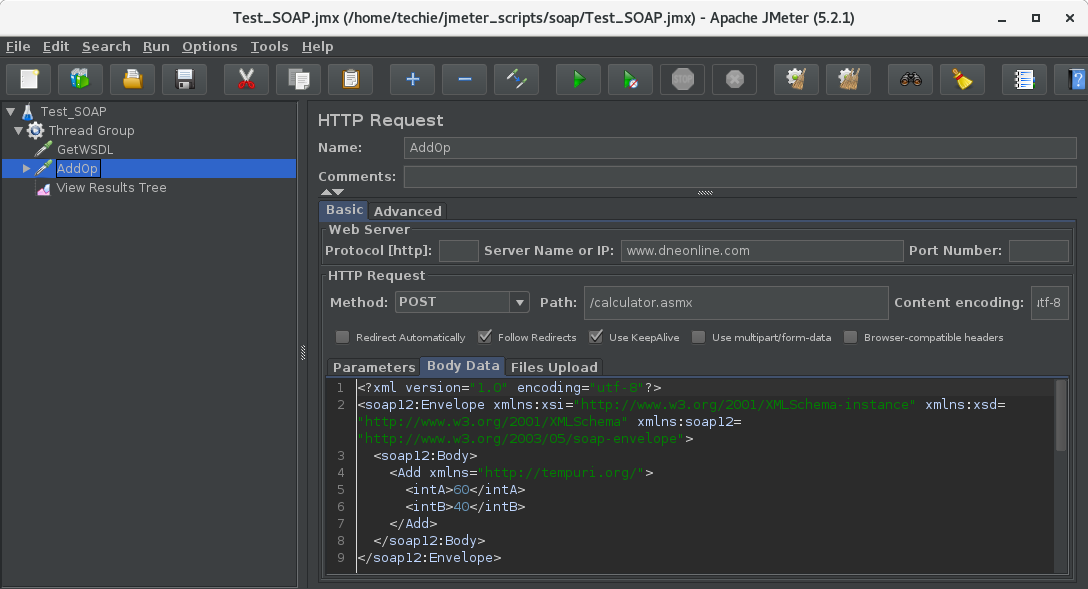 Test_SOAP.jmx (/home/techie/jmeter_scripts/soap/Test_SOAP.jmx) - Apache JMeter (5.2.1)
File Edit Search Run Options Tools Help
STOP
?
Test_SOAP
Thread Group
GetWSDL
AddOp
View Results Tree
HTTP Request
Name: AddOp
Comments:
Basic Advanced
Web Server
Protocol [http]: Server Name or IP: www.dneonline.com Port Number:
HTTP Request
Method: POST Path: /calculator.asmx Content encoding: utf-8
Redirect Automatically Follow Redirects Use KeepAlive Use multipart/form-data Browser-compatible headers
Parameters Body Data Files Upload
1 <?xml version="1.0" encoding="utf-8"?>
2 <soap12:Envelope xmlns:xsi="http://www.w3.org/2001/XMLSchema-instance" xmlns:xsd=
"http://www.w3.org/2001/XMLSchema" xmlns:soap12=
"http://www.w3.org/2003/05/soap-envelope">
3 <soap12:Body>
4 <Add xmlns="http://tempuri.org/">
5 <intA>60</intA>
6 <intB>40</intB>
7 </Add>
8 </soap12:Body>
9 </soap12:Envelope>